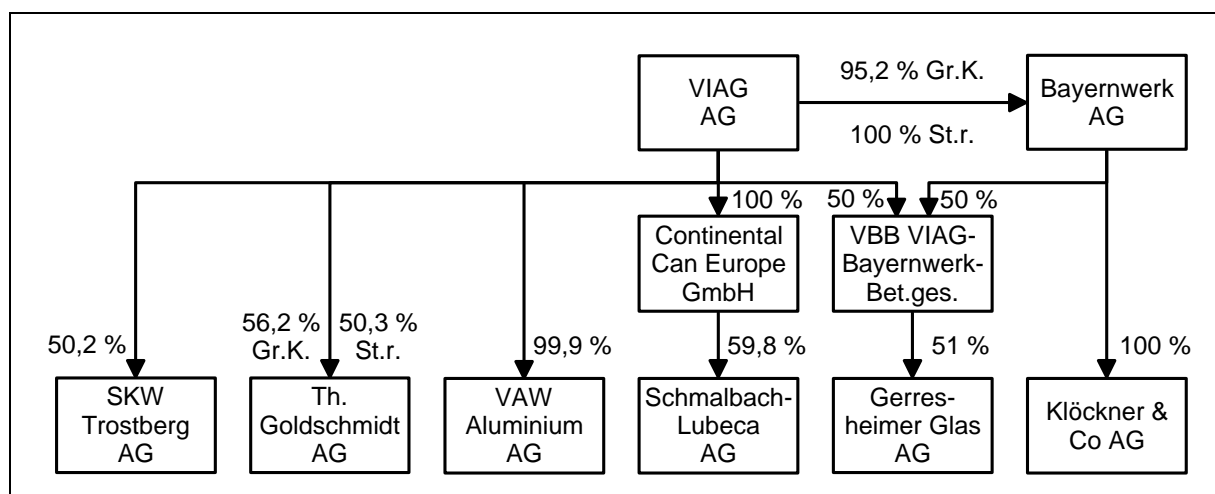 VIAG
AG
95,2 % Gr.K.
100 % St.r.
Bayernwerk
AG
100 %
50 %
50 %
Continental
Can Europe
GmbH
VBB VIAG-
Bayernwerk-
Bet.ges.
50,2 %
56,2 %
Gr.K.
50,3 %
St.r.
99,9 %
59,8 %
51 %
100 %
SKW
Trostberg
AG
Th.
Goldschmidt
AG
VAW
Aluminium
AG
Schmalbach-
Lubeca
AG
Gerres-
heimer Glas
AG
Klöckner &
Co AG